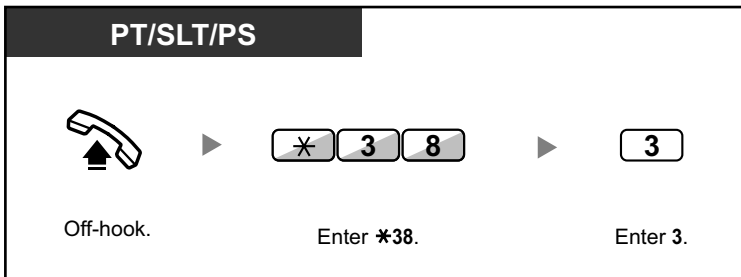 PT/SLT/PS
* 3 8 3
Off-hook. Enter *38. Enter 3.